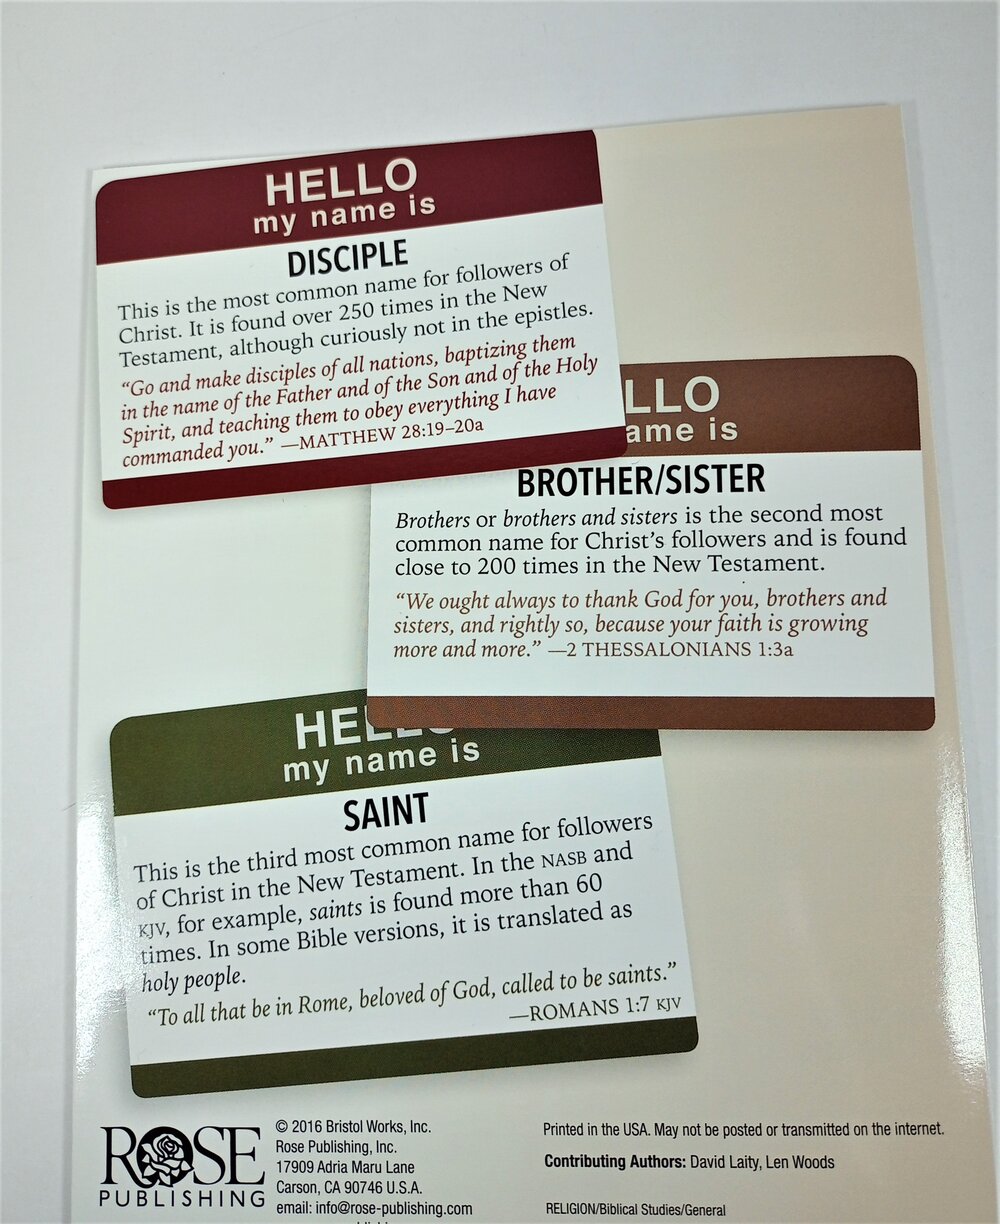 HELLO
my name is
DISCIPLE
This is the most common name for followers of
Christ. It is found over 250 times in the New
Testament, although curiously not in the epistles.
“Go and make disciples of all nations, baptizing them
in the name of the Father and of the Son and of the Holy
Spirit, and teaching them to obey everything I have
commanded you.” —MATTHEW 28:19–20a
LLO
ame is
BROTHER/SISTER
Brothers or brothers and sisters is the second most
common name for Christ’s followers and is found
close to 200 times in the New Testament.
“We ought always to thank God for you, brothers and
sisters, and rightly so, because your faith is growing
more and more.” —2 THESSALONIANS 1:3a
HELLO
my name is
SAINT
This is the third most common name for followers
of Christ in the New Testament. In the NASB and
KJV, for example, saints is found more than 60
times. In some Bible versions, it is translated as
holy people.
“To all that be in Rome, beloved of God, called to be saints.”
—ROMANS 1:7 KJV
ROSE
PUBLISHING
© 2016 Bristol Works, Inc.
Rose Publishing, Inc.
17909 Adria Maru Lane
Carson, CA 90746 U.S.A.
email: info@rose-publishing.com
Printed in the USA. May not be posted or transmitted on the internet.
Contributing Authors: David Laity, Len Woods
RELIGION/Biblical Studies/General